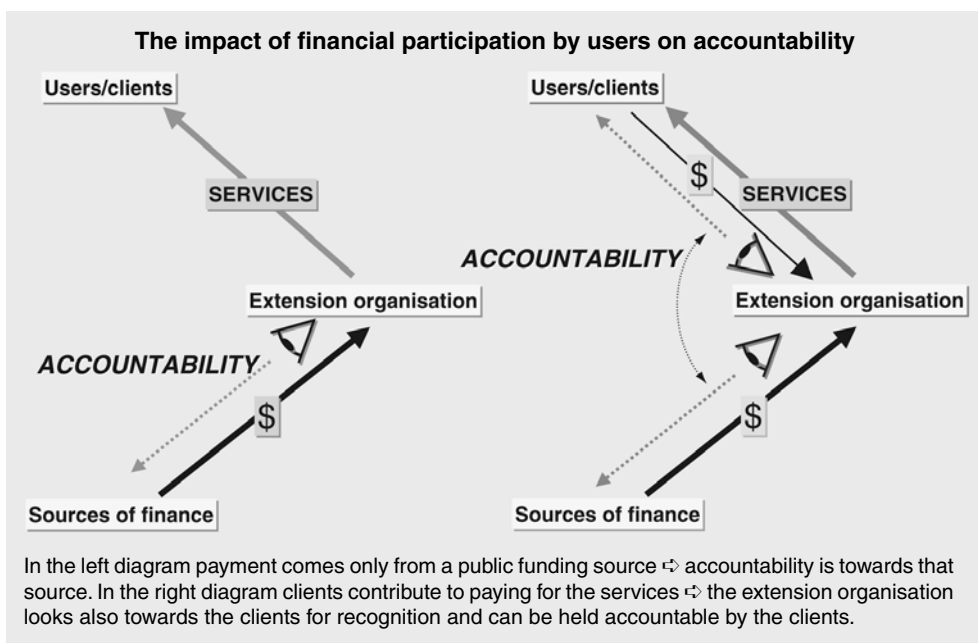 The impact of financial participation by users on accountability
Users/clients
SERVICES
Extension organisation
ACCOUNTABILITY
$
Sources of finance
Users/clients
$
SERVICES
ACCOUNTABILITY
Extension organisation
$
Sources of finance
In the left diagram payment comes only from a public funding source ➪ accountability is towards that
source. In the right diagram clients contribute to paying for the services ➪ the extension organisation
looks also towards the clients for recognition and can be held accountable by the clients.